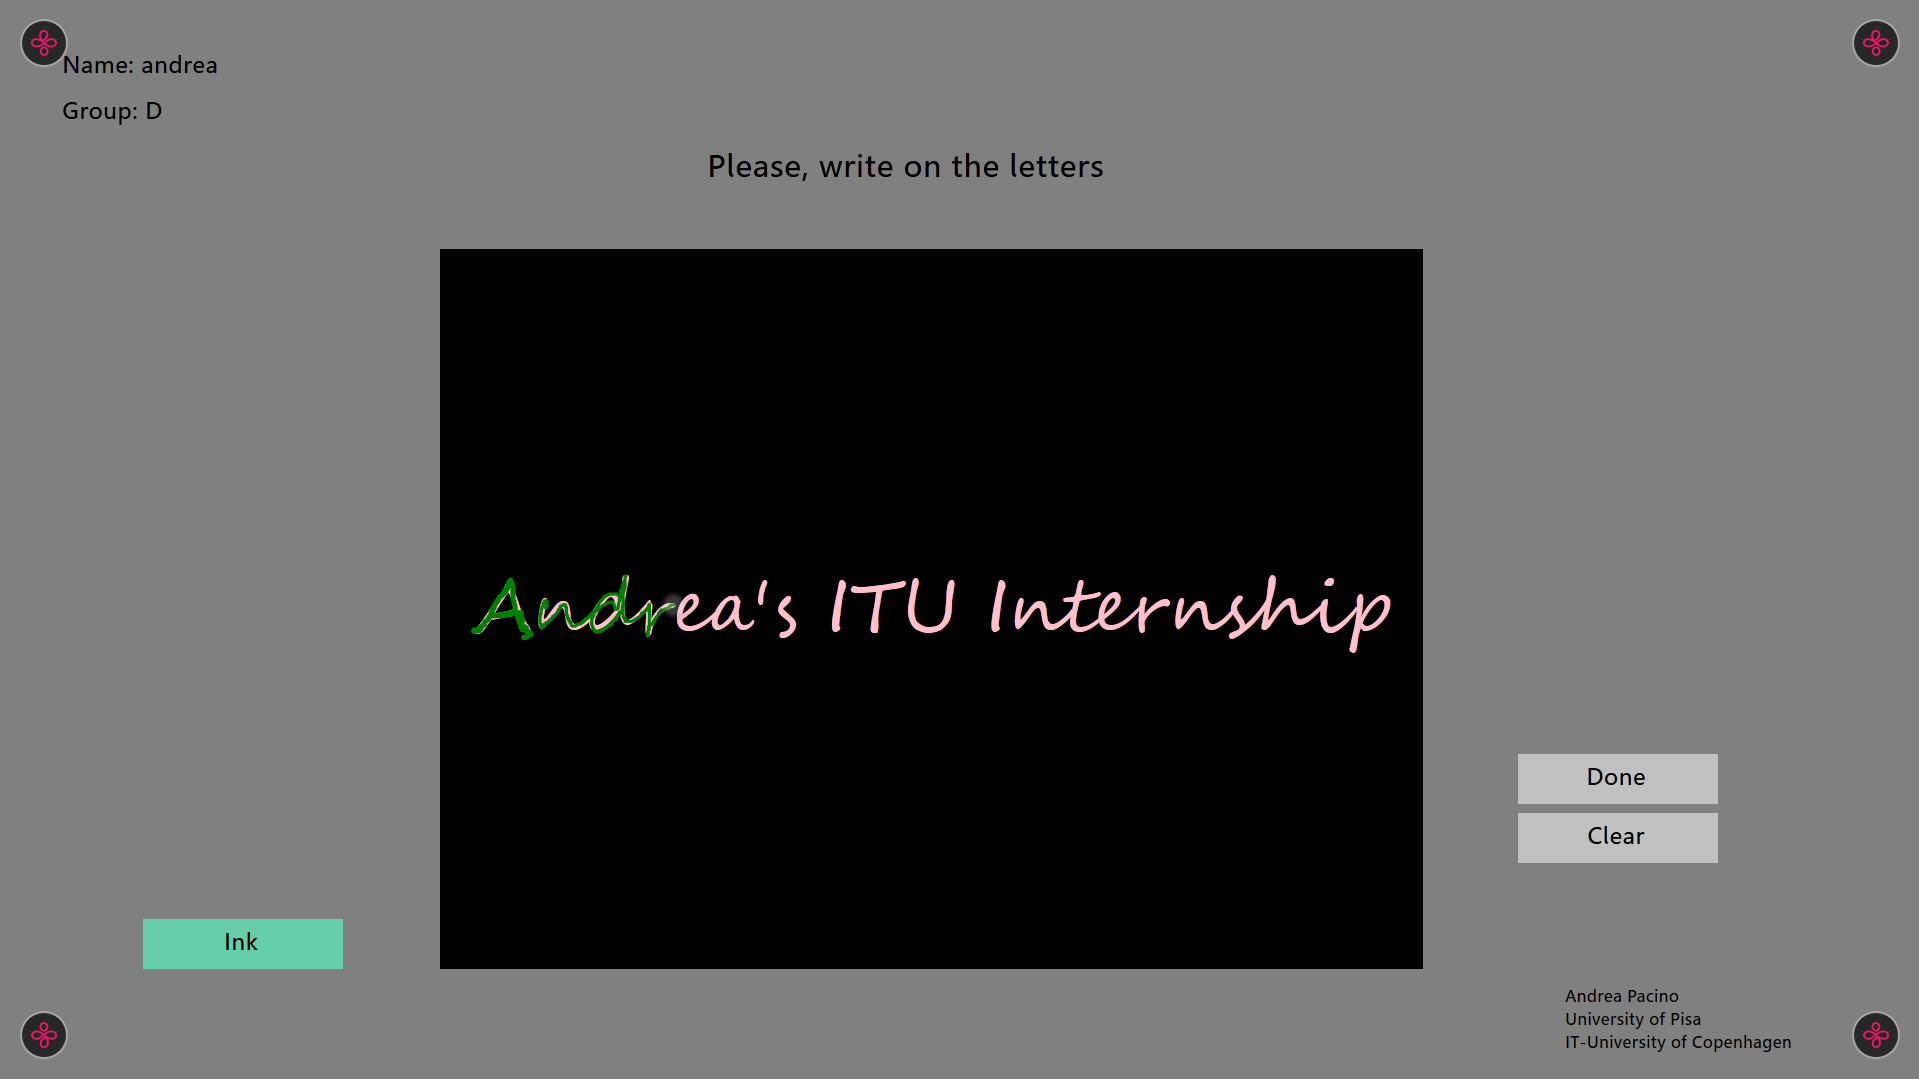 Name: andrea
Group: D
Please, write on the letters
Andrea's ITU Internship
Done
Clear
Ink
Andrea Pacino
University of Pisa
IT-University of Copenhagen